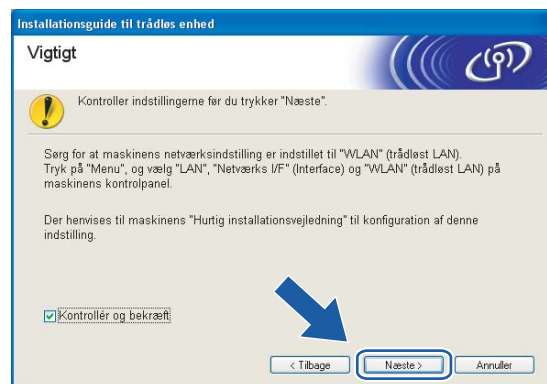 Installationsguide til trådløs enhed
Vigtigt
Kontroller indstillingerne før du trykker "Næste".
Sørg for at maskinens netværksindstilling er indstillet til "WLAN" (trådløst LAN).
Tryk på "Menu", og vælg "LAN", "Netværks I/F" (Interface) og "WLAN" (trådløst LAN) på
maskinens kontrolpanel.
Der henvises til maskinens "Hurtig installationsvejledning" til konfiguration af denne
indstilling.
Kontrollér og bekræft
< Tilbage
Næste >
Annuller